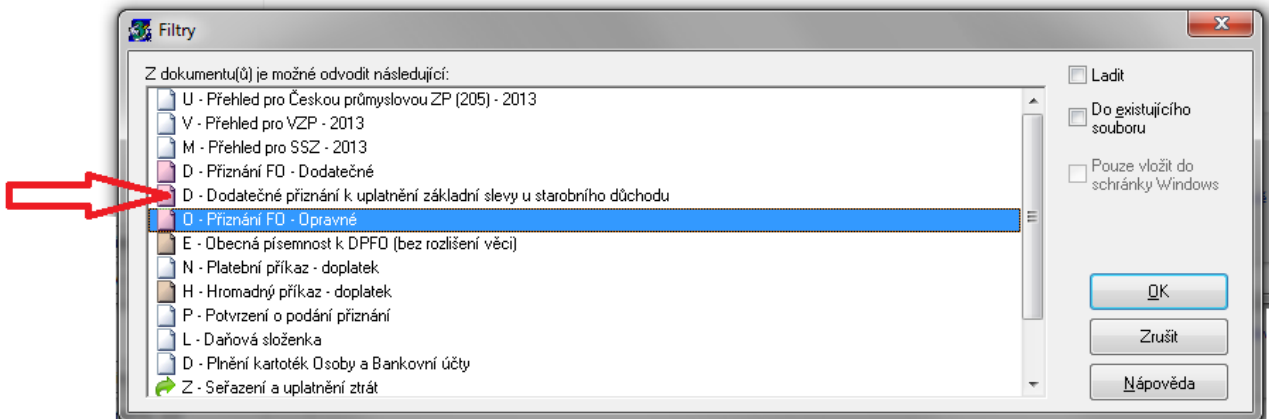 Filtry
Z dokumentu(ů) je možné odvodit následující:
U - Přehled pro Českou průmyslovou ZP (205) - 2013
V - Přehled pro VZP - 2013
M - Přehled pro SSZ - 2013
D - Přiznání FO - Dodatečné
D - Dodatečné přiznání k uplatnění základní slevy u starobního důchodu
O - Přiznání FO - Opravné
E - Obecná písemnost k DPFO (bez rozlišení věci)
N - Platební příkaz - doplatek
H - Hromadný příkaz - doplatek
P - Potvrzení o podání přiznání
L - Daňová složenka
D - Plnění kartoték Osoby a Bankovní účty
Z - Seřazení a uplatnění ztrát
Ladit
Do existujícího
souboru
Pouze vložit do
schránky Windows
OK
Zrušit
Nápověda